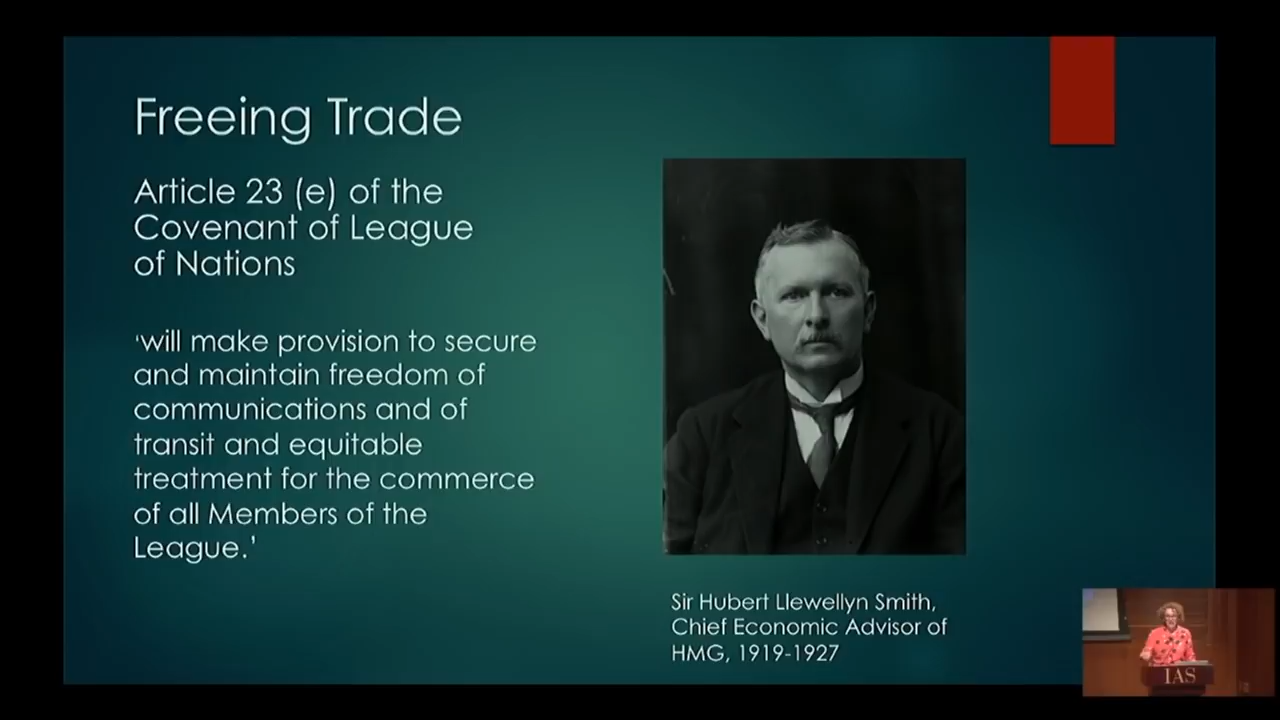 Freeing Trade
Article 23 (e) of the
Covenant of League
of Nations
‘will make provision to secure
and maintain freedom of
communications and of
transit and equitable
treatment for the commerce
of all Members of the
League.’
Sir Hubert Llewellyn Smith,
Chief Economic Advisor of
HMG, 1919-1927
IAS